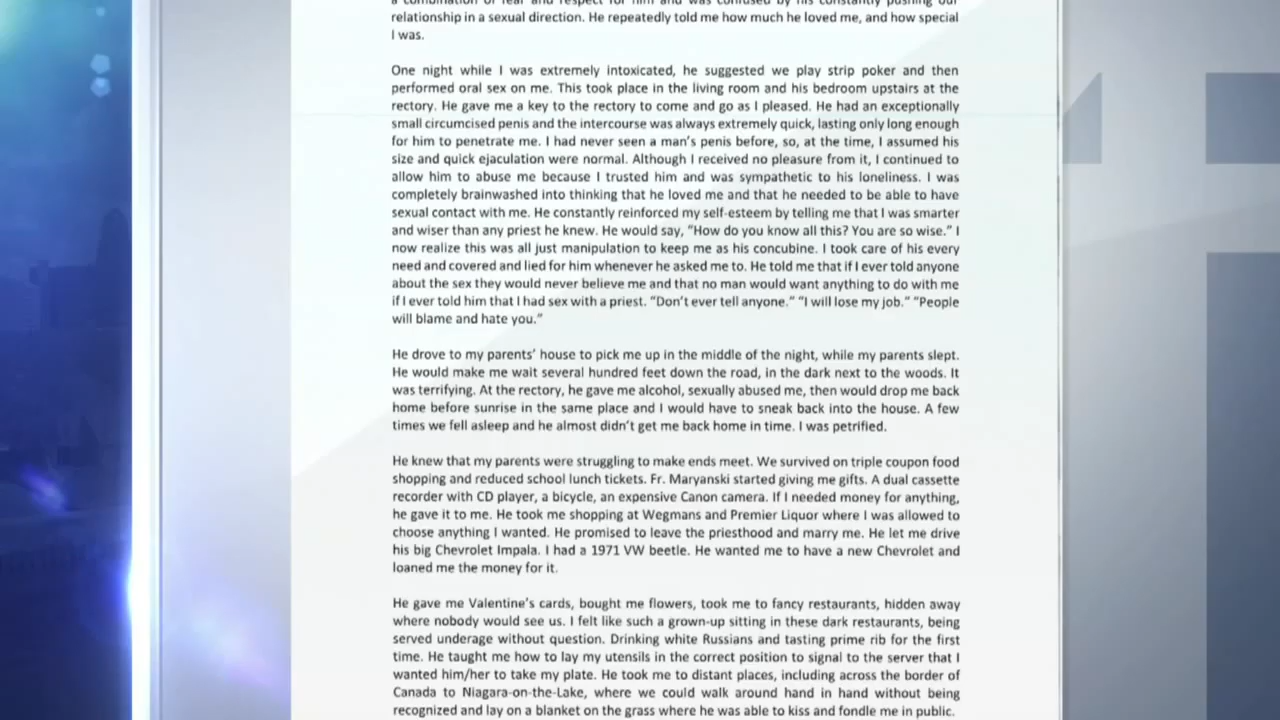 a combination of fear and respect for him and was confused by his constantly pushing our
relationship in a sexual direction. He repeatedly told me how much he loved me, and how special
I was.
One night while I was extremely intoxicated, he suggested we play strip poker and then
performed oral sex on me. This took place in the living room and his bedroom upstairs at the
rectory. He gave me a key to the rectory to come and go as I pleased. He had an exceptionally
small circumcised penis and the intercourse was always extremely quick, lasting only long enough
for him to penetrate me. I had never seen a man's penis before, so, at the time, I assumed his
size and quick ejaculation were normal. Although I received no pleasure from it, I continued to
allow him to abuse me because I trusted him and was sympathetic to his loneliness. I was
completely brainwashed into thinking that he loved me and that he needed to be able to have
sexual contact with me. He constantly reinforced my self-esteem by telling me that I was smarter
and wiser than any priest he knew. He would say, "How do you know all this? You are so wise." I
now realize this was all just manipulation to keep me as his concubine. I took care of his every
need and covered and lied for him whenever he asked me to. He told me that if I ever told anyone
about the sex they would never believe me and that no man would want anything to do with me
if I ever told him that I had sex with a priest. "Don't ever tell anyone." "I will lose my job." "People
will blame and hate you."
He drove to my parents' house to pick me up in the middle of the night, while my parents slept.
He would make me wait several hundred feet down the road, in the dark next to the woods. It
was terrifying. At the rectory, he gave me alcohol, sexually abused me, then would drop me back
home before sunrise in the same place and I would have to sneak back into the house. A few
times we fell asleep and he almost didn't get me back home in time. I was petrified.
He knew that my parents were struggling to make ends meet. We survived on triple coupon food
shopping and reduced school lunch tickets. Fr. Maryanski started giving me gifts. A dual cassette
recorder with CD player, a bicycle, an expensive Canon camera. If I needed money for anything,
he gave it to me. He took me shopping at Wegmans and Premier Liquor where I was allowed to
choose anything I wanted. He promised to leave the priesthood and marry me. He let me drive
his big Chevrolet Impala. I had a 1971 VW beetle. He wanted me to have a new Chevrolet and
loaned me the money for it.
He gave me Valentine's cards, bought me flowers, took me to fancy restaurants, hidden away
where nobody would see us. I felt like such a grown-up sitting in these dark restaurants, being
served underage without question. Drinking white Russians and tasting prime rib for the first
time. He taught me how to lay my utensils in the correct position to signal to the server that I
wanted him/her to take my plate. He took me to distant places, including across the border of
Canada to Niagara-on-the-Lake, where we could walk around hand in hand without being
recognized and lay on a blanket on the grass where he was able to kiss and fondle me in public.